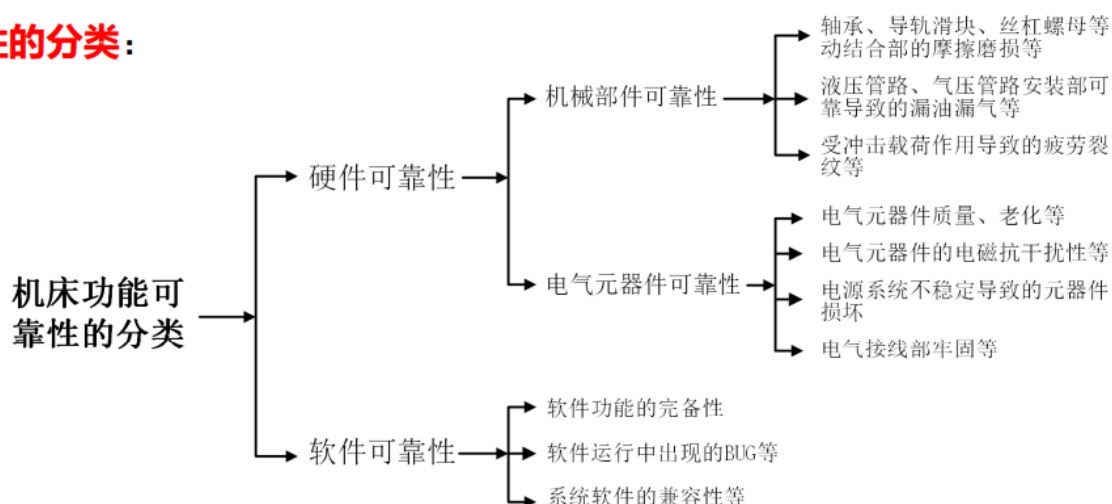 性的分类：
轴承、导轨滑块、丝杠螺母等
动结合部的摩擦磨损等
机械部件可靠性
液压管路、气压管路安装部可
靠导致的漏油漏气等
受冲击载荷作用导致的疲劳裂
纹等
硬件可靠性
电气元器件质量、老化等
电气元器件的电磁抗干扰性等
电气元器件可靠性
电源系统不稳定导致的元器件
损坏
电气接线部牢固等
机床功能可
靠性的分类
软件功能的完备性
软件可靠性
软件运行中出现的BUG等
系统软件的兼容性等